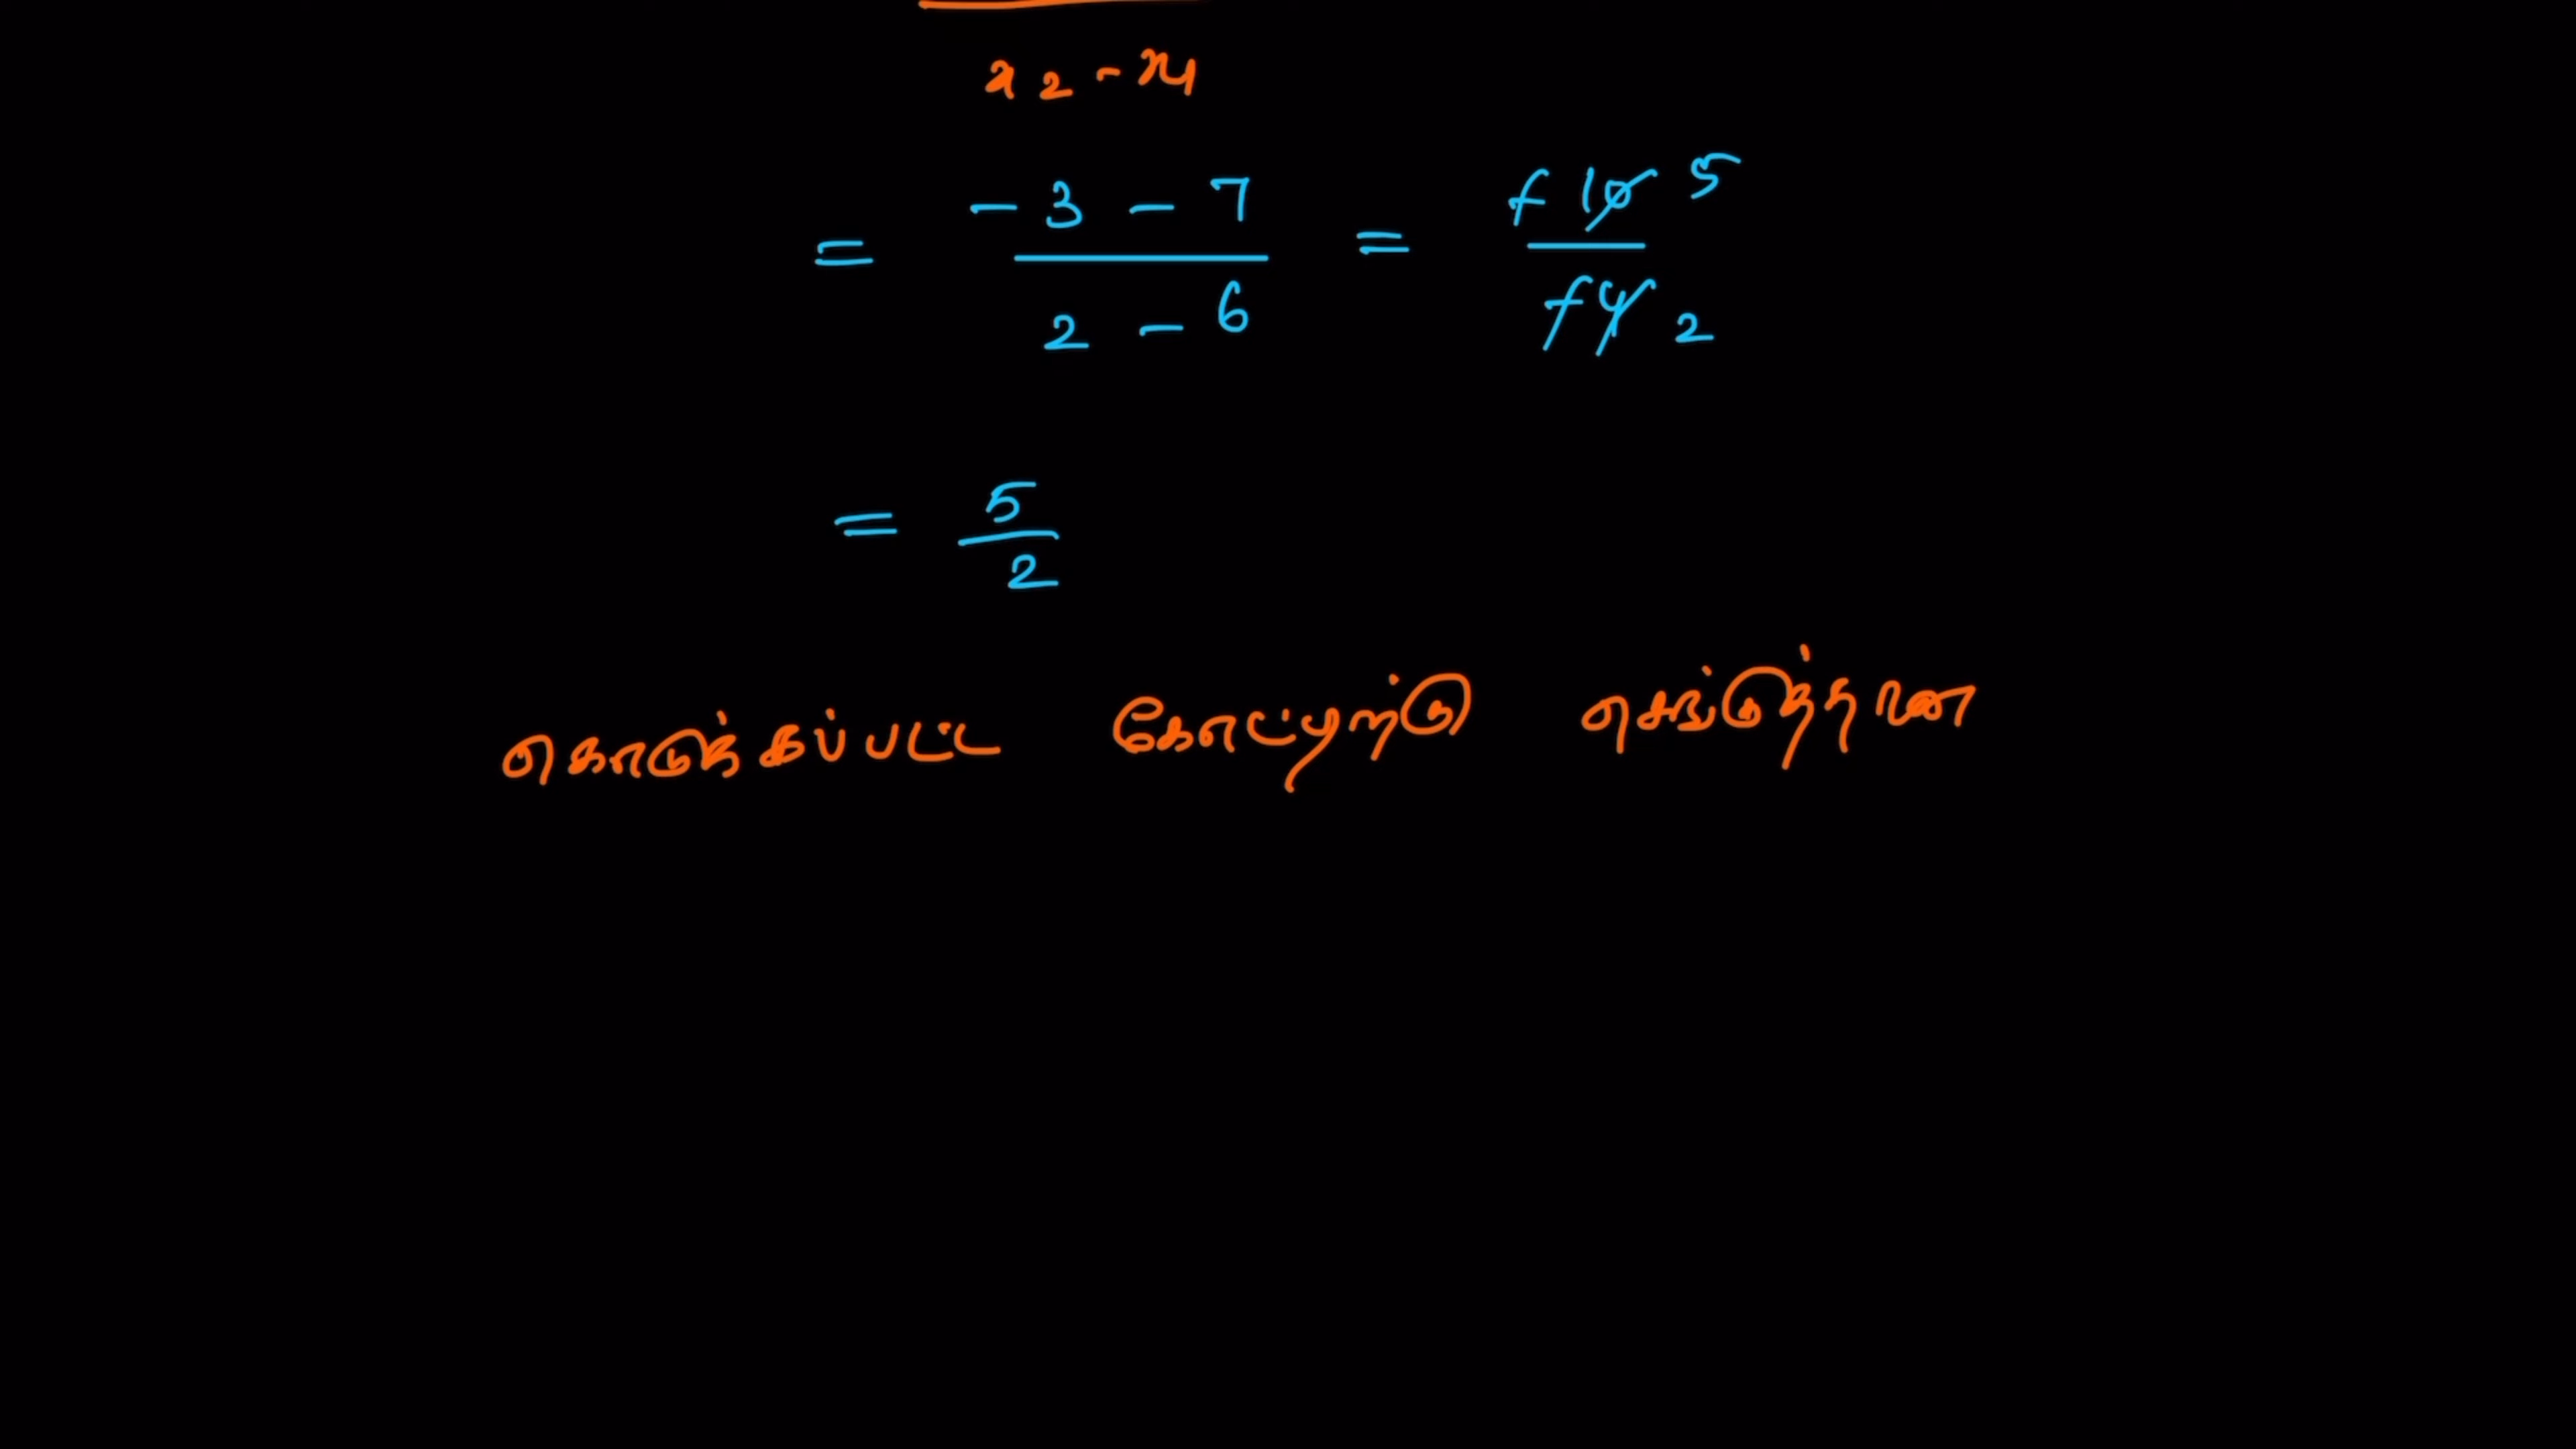 x2 - x1
= -3 - 7 / 2 - 6 = -10 5 / -4 2
= 5 / 2
கொடுக்கப்பட்ட கோட்டிற்கு செங்குத்தான